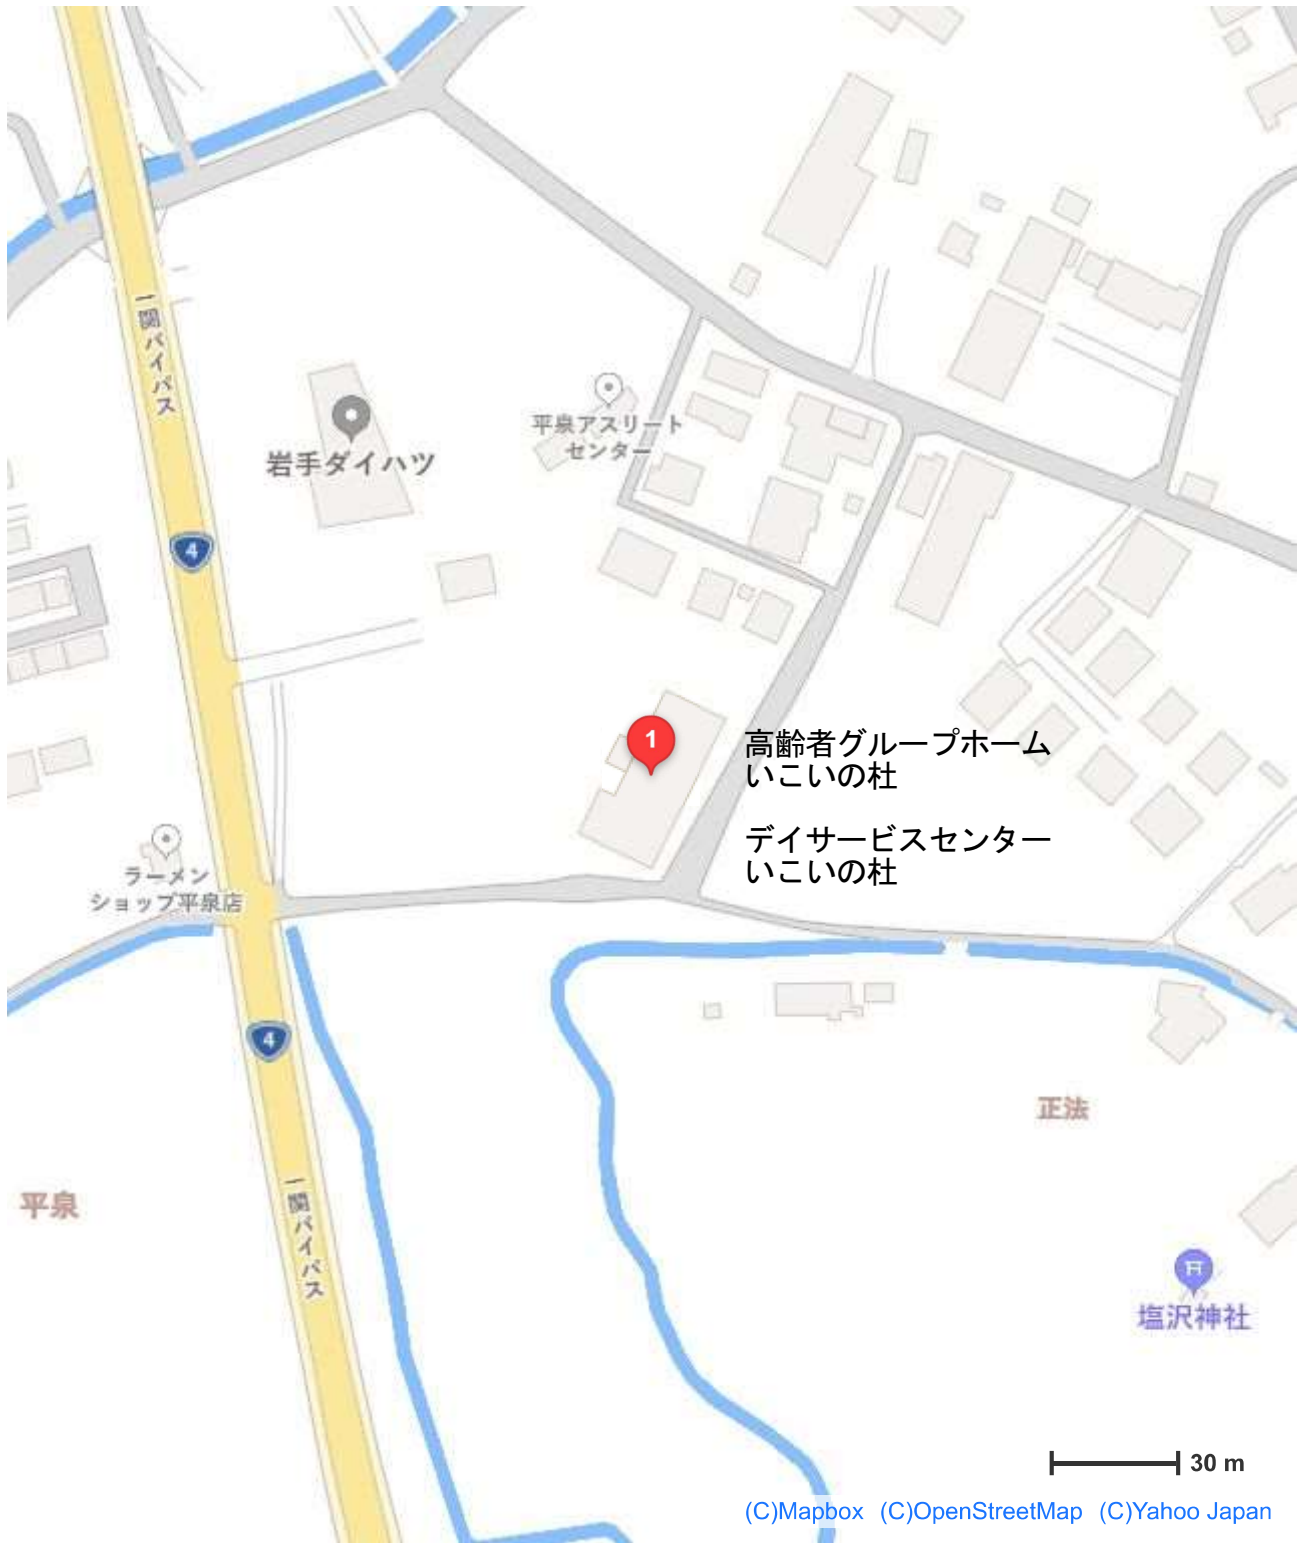 一関バイパス
岩手ダイハツ
平泉アスリート
センター
4
1
高齢者グループホーム
いこいの杜
デイサービスセンター
いこいの杜
ラーメン
ショップ平泉店
4
正法
平泉
一関バイパス
塩沢神社
30 m
(C)Mapbox (C)OpenStreetMap (C)Yahoo Japan